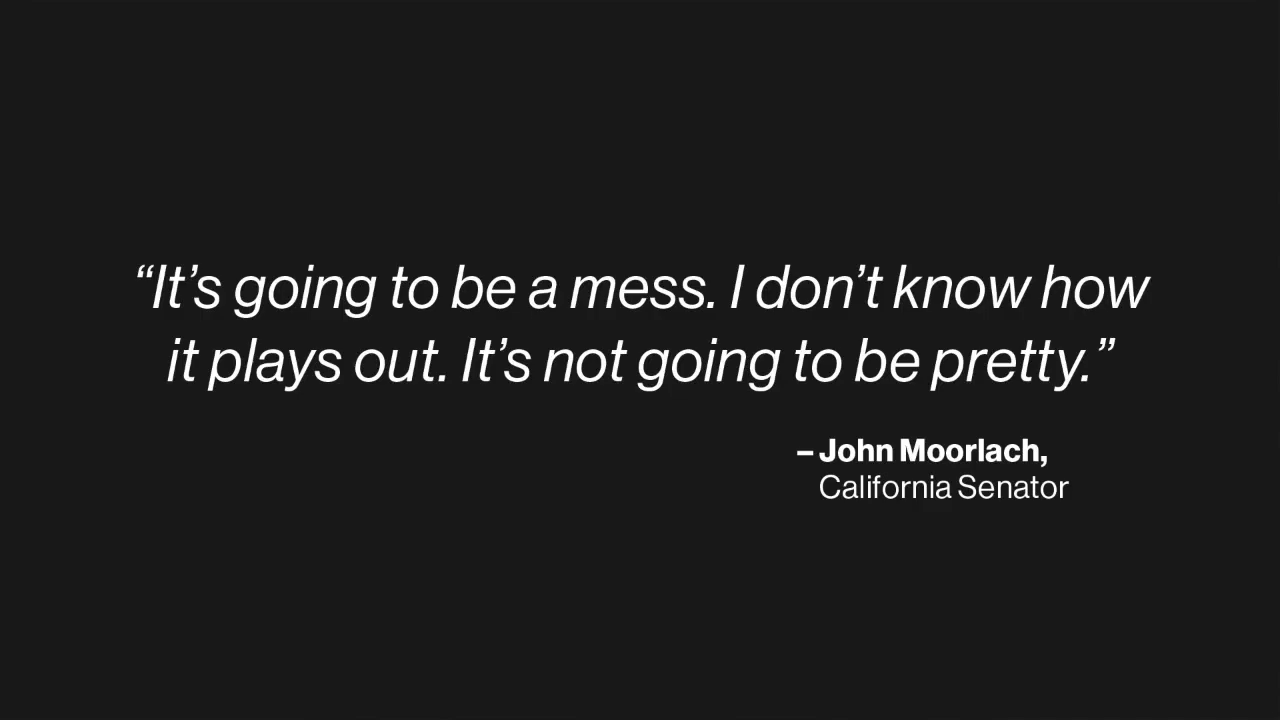 “It’s going to be a mess. I don’t know how
it plays out. It’s not going to be pretty.”
– John Moorlach,
California Senator